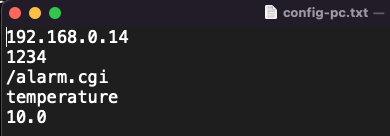 config-pc.txt
192.168.0.14
1234
/alarm.cgi
temperature
10.0